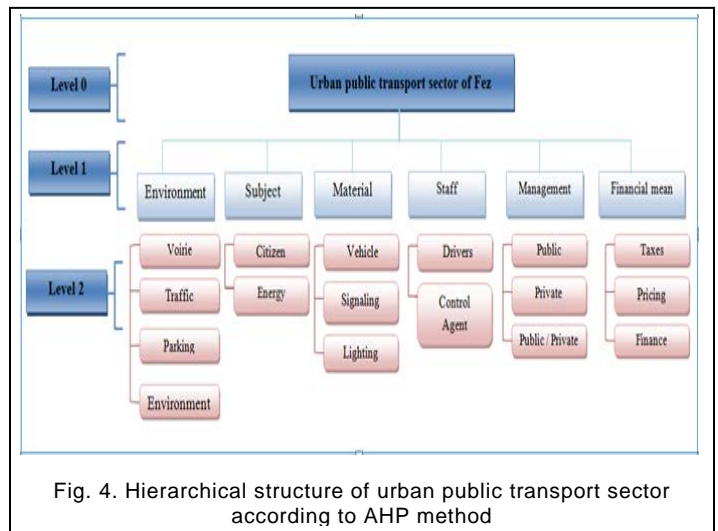 Level 0
Urban public transport sector of Fez
Level 1
Environment
Subject
Material
Staff
Management
Financial mean
Level 2
Voirie
Traffic
Parking
Environment
Citizen
Energy
Vehicle
Signaling
Lighting
Drivers
Control
Agent
Public
Private
Public / Private
Taxes
Pricing
Finance
Fig. 4. Hierarchical structure of urban public transport sector
according to AHP method